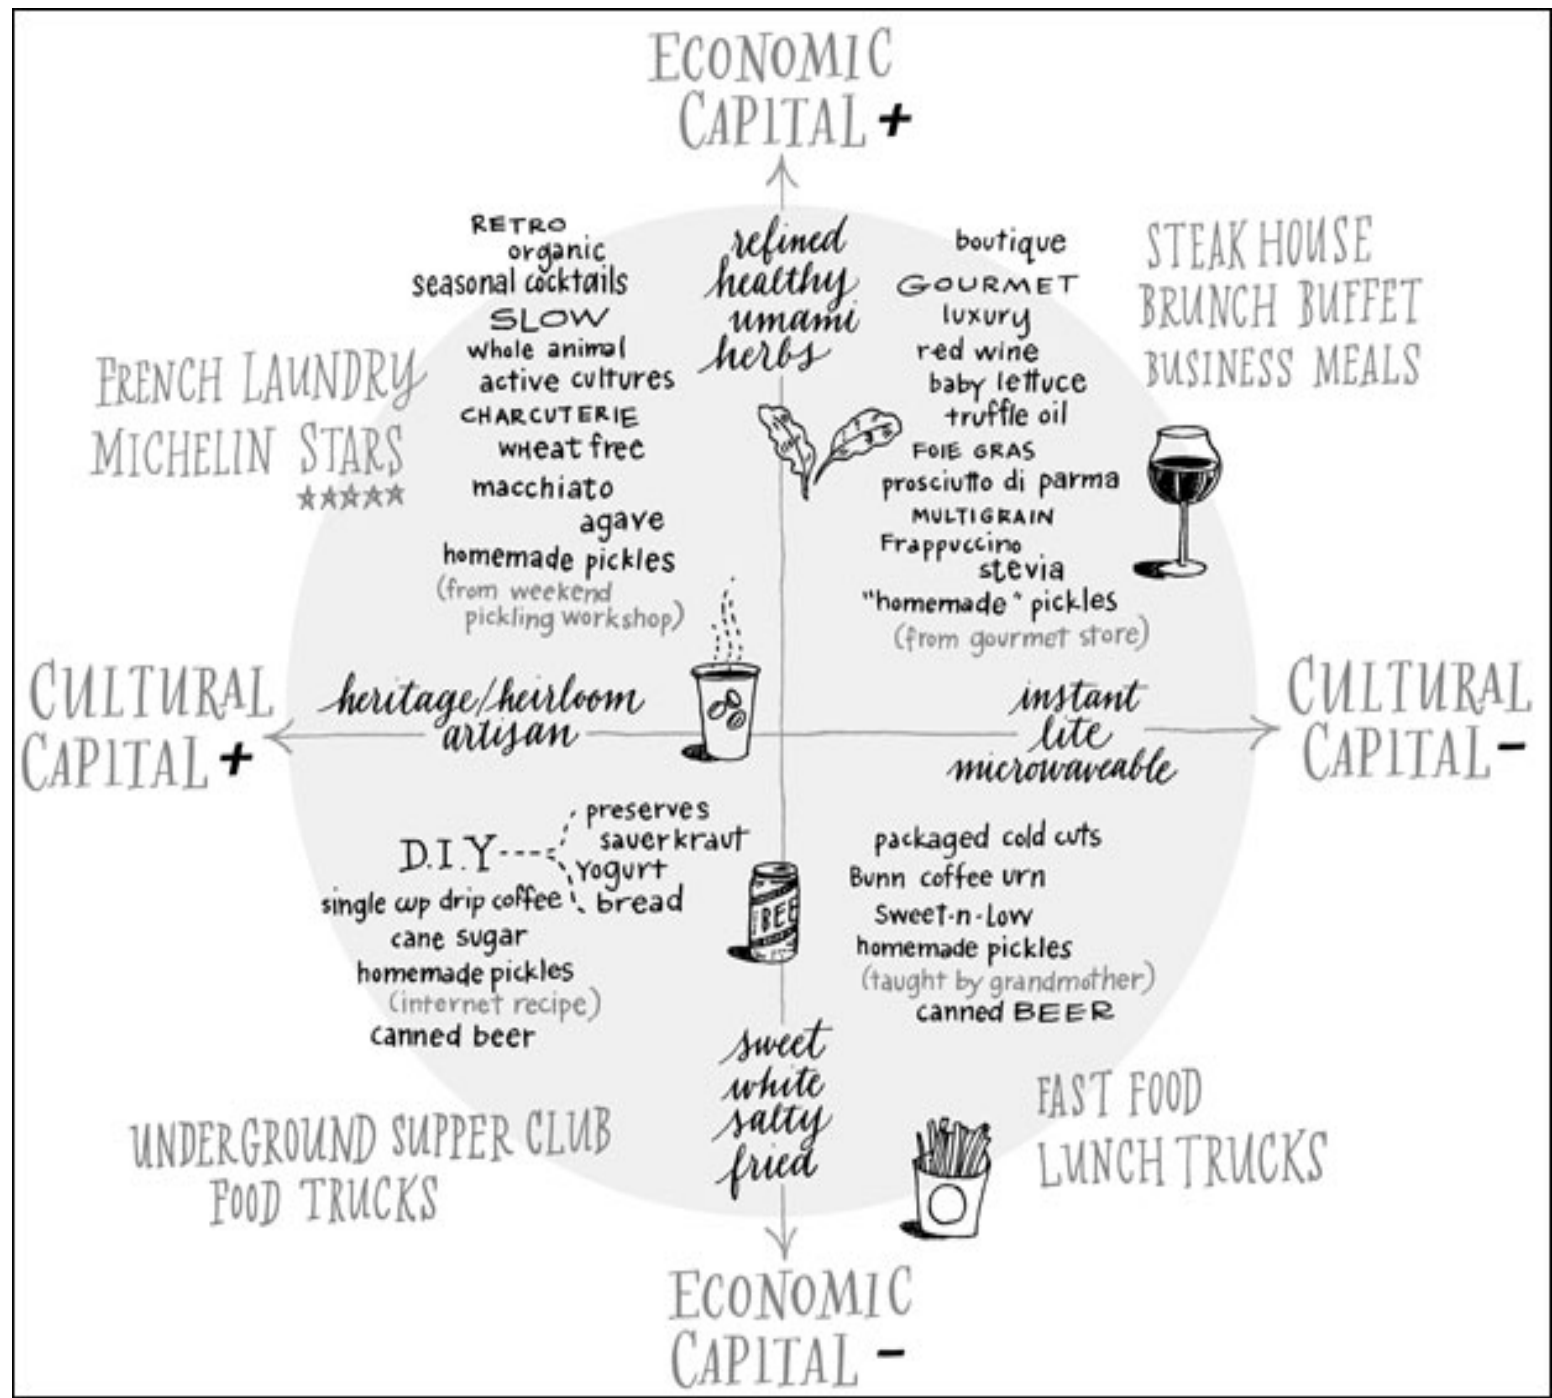 ECONOMIC
CAPITAL +
RETRO
organic
seasonal cocktails
SLOW
whole animal
active cultures
CHARCUTERIE
wheat free
macchiato
agave
homemade pickles
(from weekend
pickling workshop)
refined
healthy
umami
herbs
boutique
GOURMET
luxury
red wine
baby lettuce
truffle oil
FOIE GRAS
prosciutto di parma
MULTIGRAIN
Frappuccino
stevia
"homemade" pickles
(from gourmet store)
STEAK HOUSE
BRUNCH BUFFET
BUSINESS MEALS
FRENCH LAUNDRY
MICHELIN STARS
CULTURAL
CAPITAL +
heritage/heirloom
artisan
instant
lite
microwaveable
CULTURAL
CAPITAL -
D.I.Y
preserves
sauerkraut
Yogurt
bread
single cup drip coffee
cane sugar
homemade pickles
(internet recipe)
canned beer
BEE
packaged cold cuts
Bunn coffee urn
Sweet-n-Low
homemade pickles
(taught by grandmother)
canned BEER
sweet
white
salty
fried
UNDERGROUND SUPPER CLUB
FOOD TRUCKS
FAST FOOD
LUNCH TRUCKS
ECONOMIC
CAPITAL -